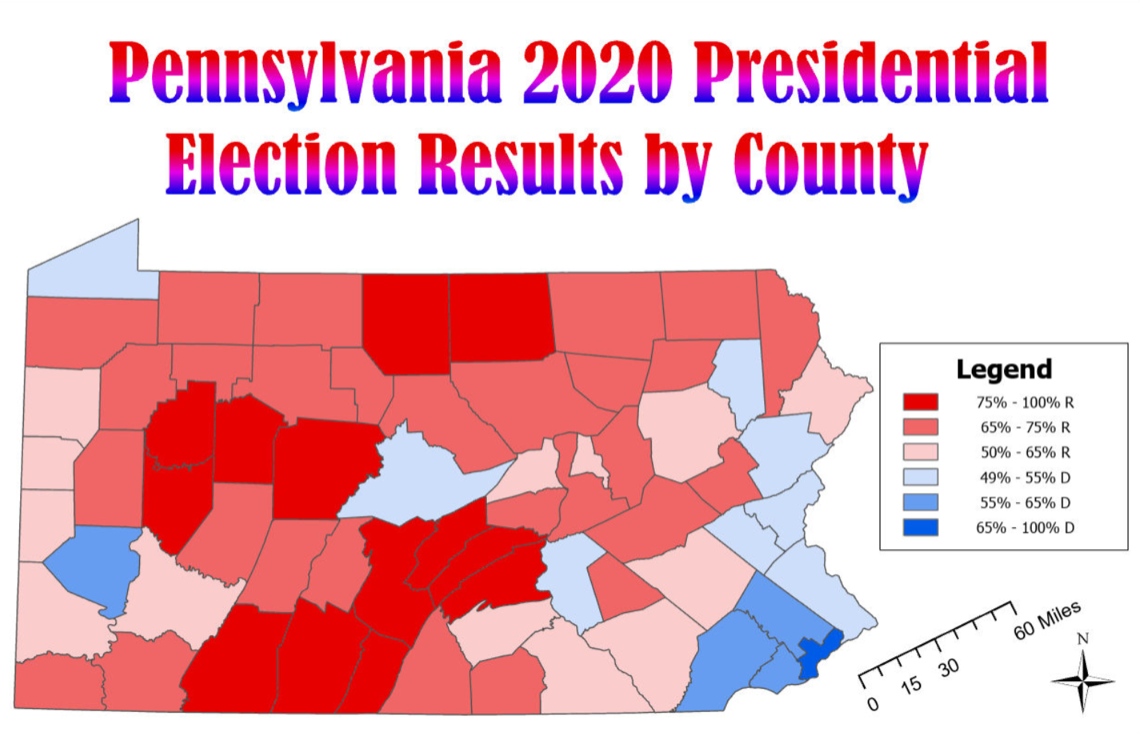 Pennsylvania 2020 Presidential
Election Results by County
Legend
75% - 100% R
65% - 75% R
50% - 65% R
49% - 55% D
55% - 65% D
65% - 100% D
0 15 30 60 Miles
N